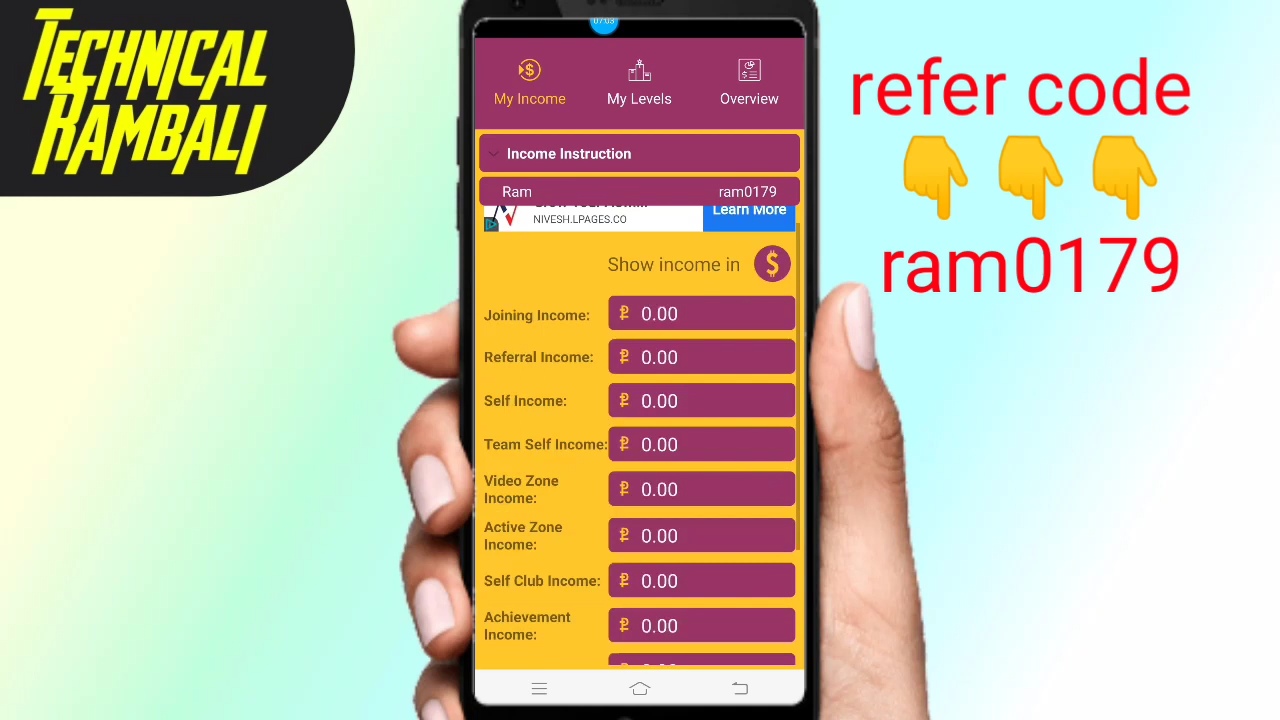 TECHNICAL
RAMBALI
07:03
My Income
My Levels
Overview
Income Instruction
Ram
ram0179
NIVESH.LPAGES.CO
Learn More
Show income in
Joining Income:
0.00
Referral Income:
0.00
Self Income:
0.00
Team Self Income:
0.00
Video Zone
Income:
0.00
Active Zone
Income:
0.00
Self Club Income:
0.00
Achievement
Income:
0.00
refer code
👇👇👇
ram0179